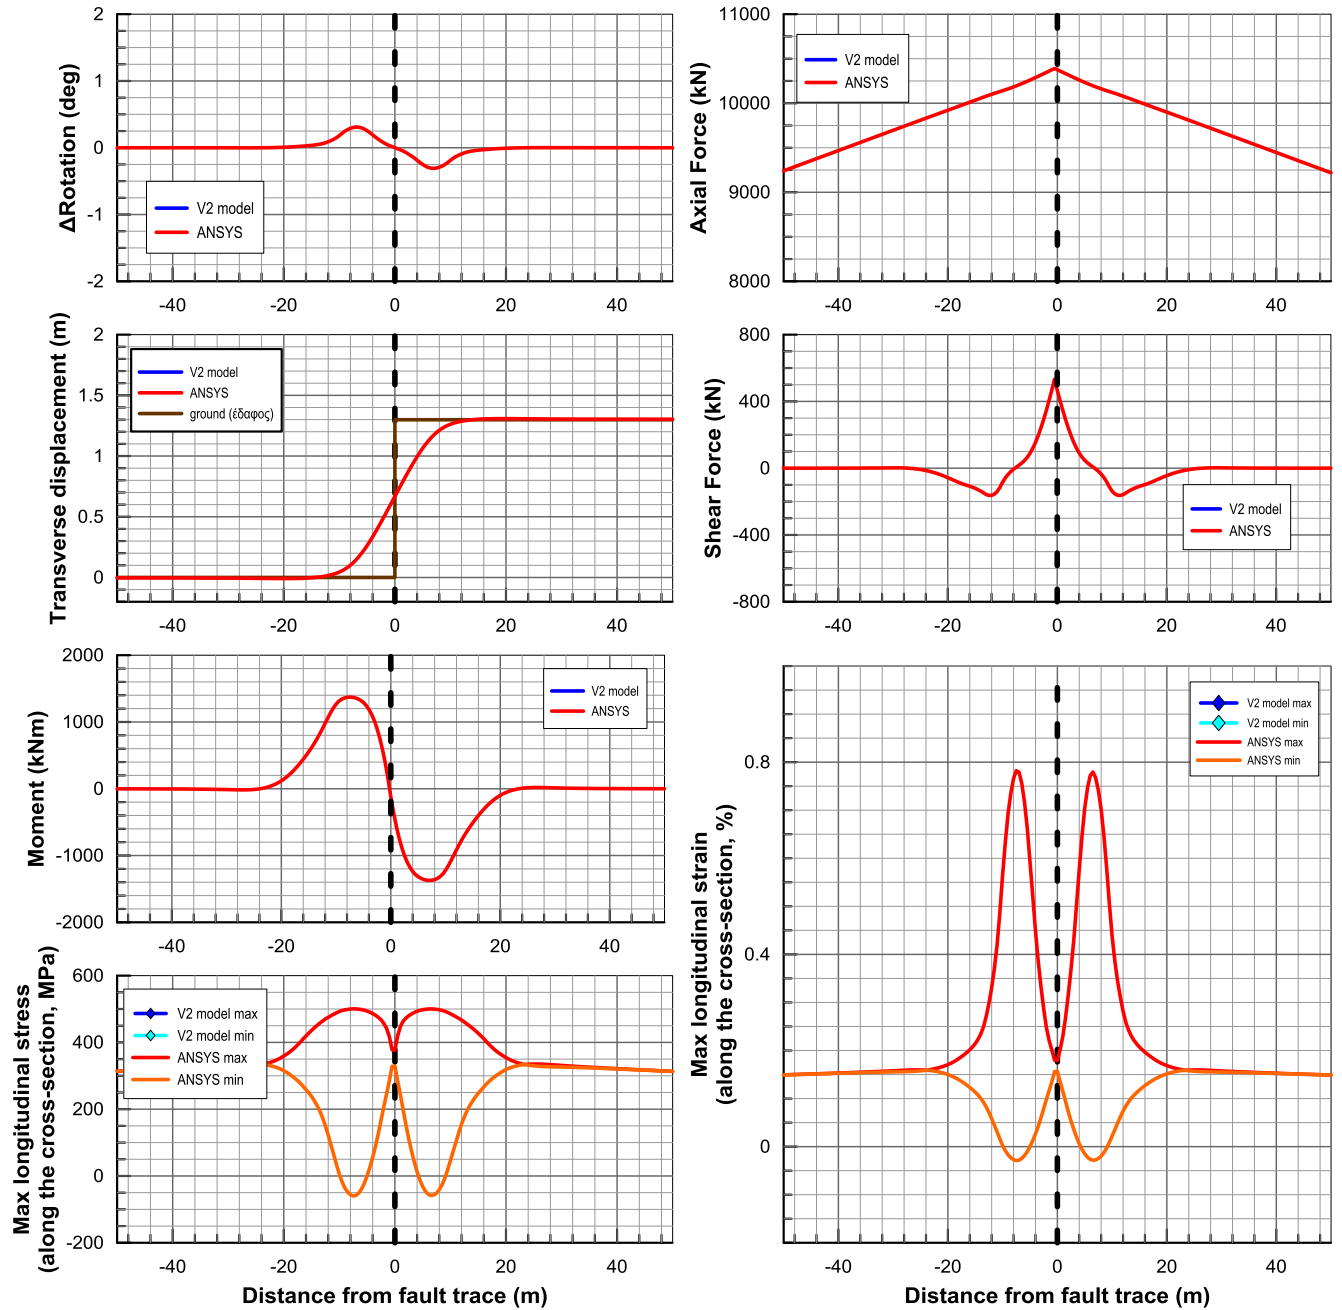 ΔRotation (deg)
2
1
0
-1
-2
V2 model
ANSYS
-40 -20 0 20 40
Axial Force (kN)
11000
10000
9000
8000
V2 model
ANSYS
-40 -20 0 20 40
Transverse displacement (m)
2
1.5
1
0.5
0
V2 model
ANSYS
ground (έδαφος)
-40 -20 0 20 40
Shear Force (kN)
800
400
0
-400
-800
V2 model
ANSYS
-40 -20 0 20 40
Moment (kNm)
2000
1000
0
-1000
-2000
V2 model
ANSYS
-40 -20 0 20 40
Max longitudinal stress
(along the cross-section, MPa)
600
400
200
0
-200
V2 model max
V2 model min
ANSYS max
ANSYS min
-40 -20 0 20 40
Distance from fault trace (m)
Max longitudinal strain
(along the cross-section, %)
0.8
0.4
0
V2 model max
V2 model min
ANSYS max
ANSYS min
-40 -20 0 20 40
Distance from fault trace (m)